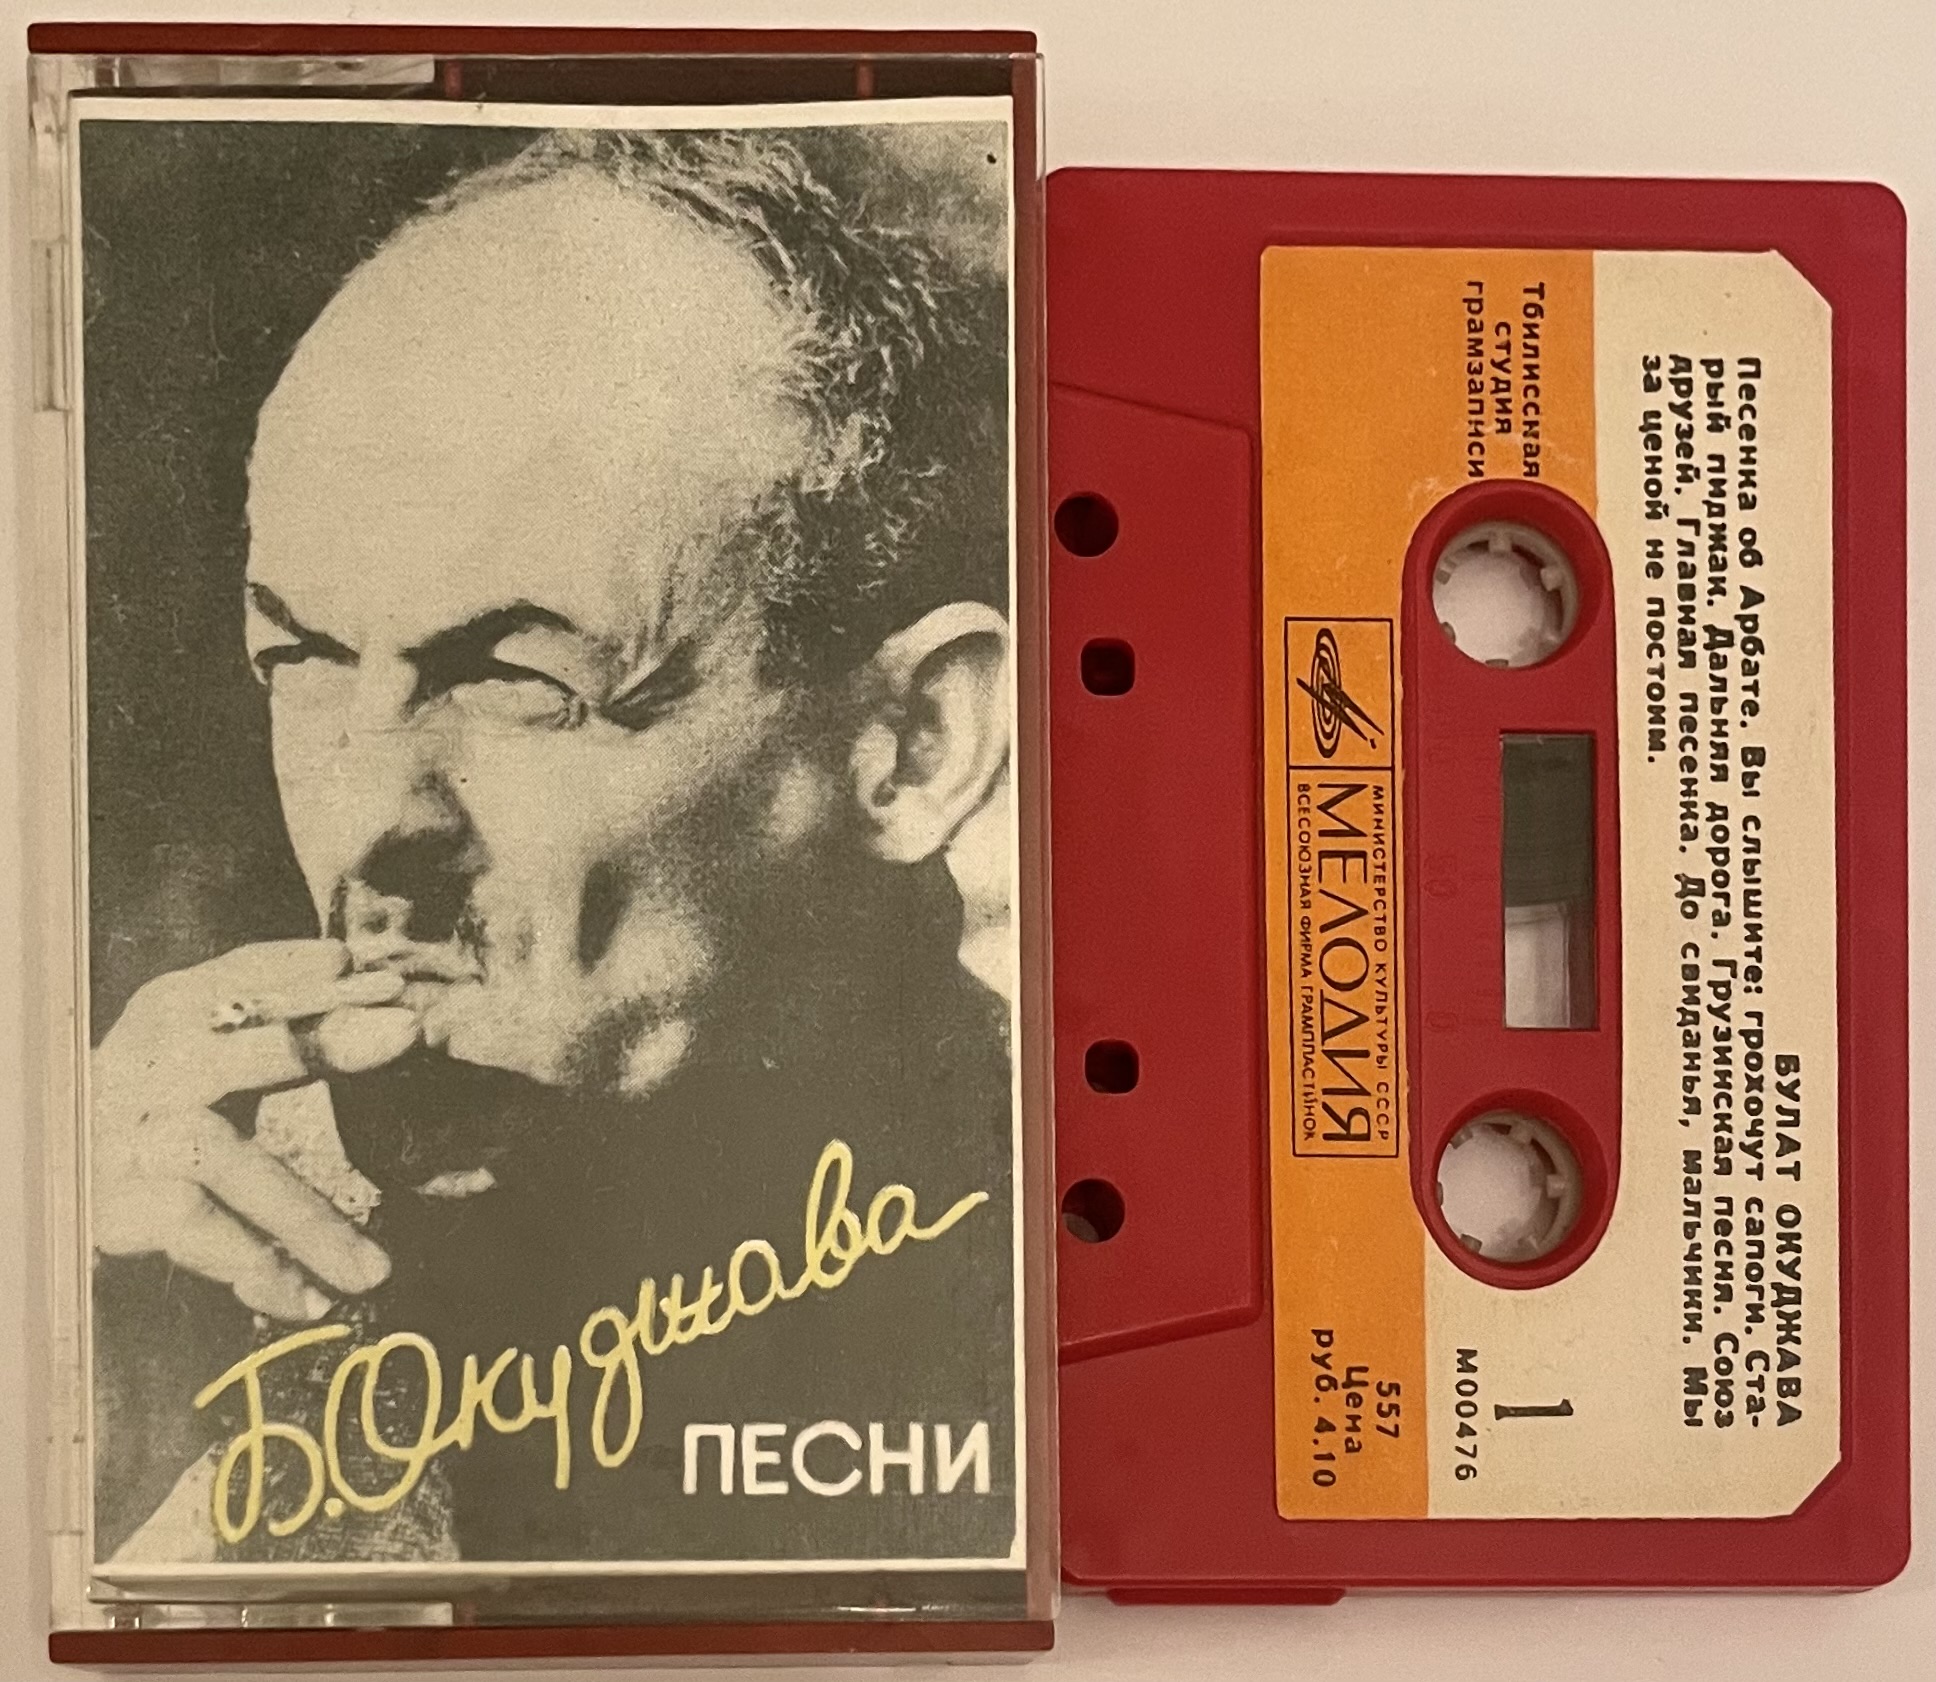 Б. Окуджава
ПЕСНИ
БУЛАТ ОКУДЖАВА
Песенка об Арбате. Вы слышите: грохочут сапоги. Ста-
рый пиджак. Дальняя дорога. Грузинская песня. Союз
друзей. Главная песенка. До свиданья, мальчики. Мы
за ценой не постоим.
Тбилисская
студия
грамзаписи
1
М00476
МИНИСТЕРСТВО КУЛЬТУРЫ СССР
МЕЛОДИЯ
ВСЕСОЮЗНАЯ ФИРМА ГРАМПЛАСТИНОК
557
Цена
руб. 4.10